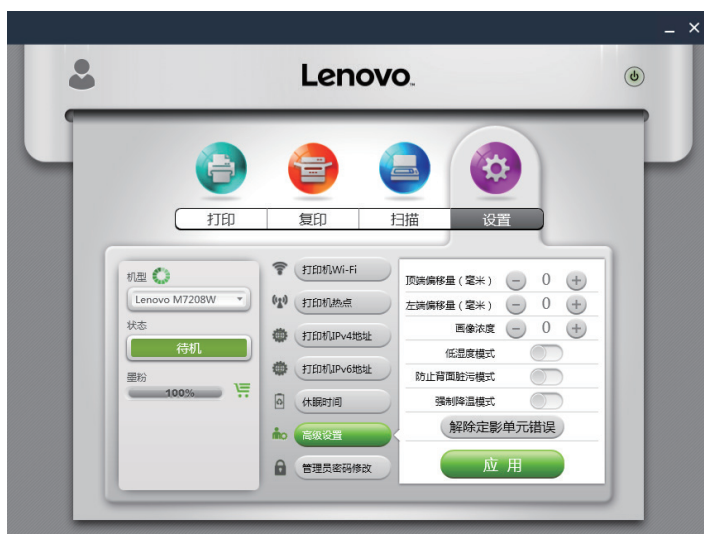 Lenovo
打印
复印
扫描
设置
机型
Lenovo M7208W
状态
待机
墨粉
100%
打印机Wi-Fi
打印机热点
打印机IPv4地址
打印机IPv6地址
休眠时间
高级设置
管理员密码修改
顶端偏移量(毫米) - 0 +
左端偏移量(毫米) - 0 +
画像浓度 - 0 +
低湿度模式
防止背面脏污模式
强制降温模式
解除定影单元错误
应 用